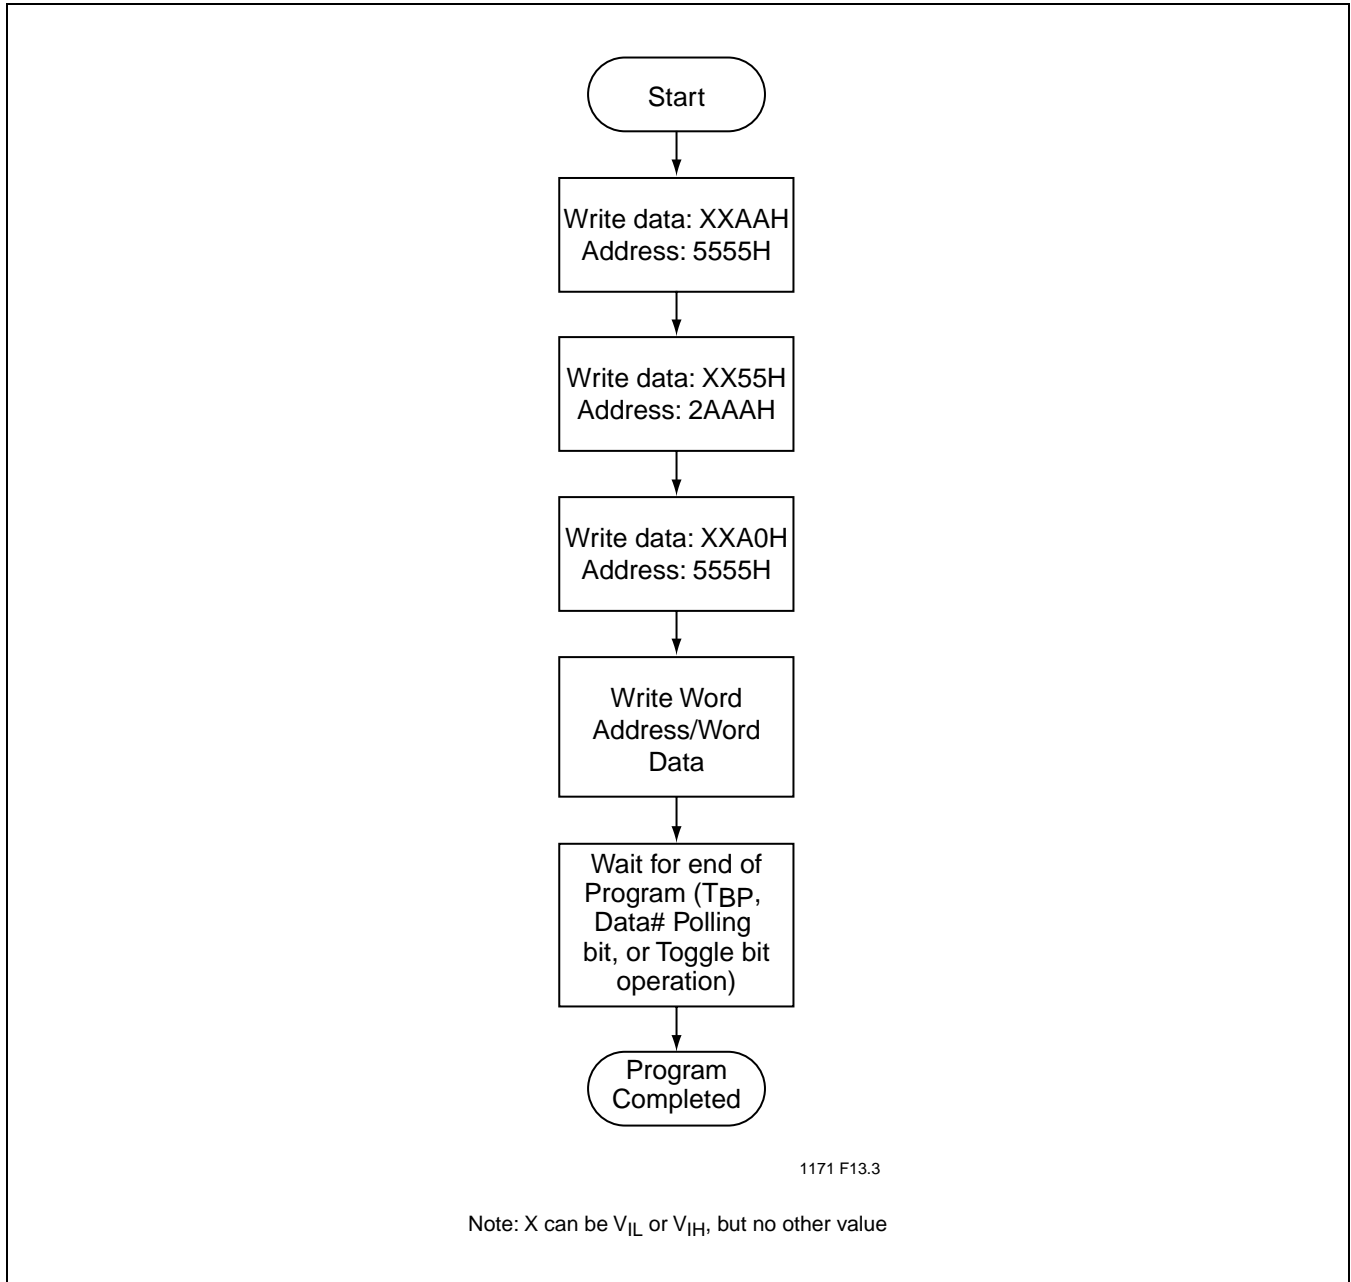 Start
Write data: XXAAH
Address: 5555H
Write data: XX55H
Address: 2AAAH
Write data: XXA0H
Address: 5555H
Write Word
Address/Word
Data
Wait for end of
Program (TBP,
Data# Polling
bit, or Toggle bit
operation)
Program
Completed
1171 F13.3
Note: X can be VIL or VIH, but no other value